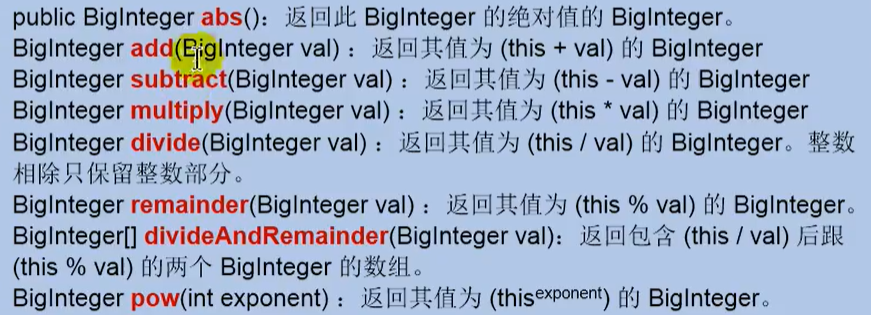 public BigInteger abs()：返回此 BigInteger 的绝对值的 BigInteger。
BigInteger add(BigInteger val) ：返回其值为 (this + val) 的 BigInteger
BigInteger subtract(BigInteger val) ：返回其值为 (this - val) 的 BigInteger
BigInteger multiply(BigInteger val) ：返回其值为 (this * val) 的 BigInteger
BigInteger divide(BigInteger val) ：返回其值为 (this / val) 的 BigInteger。整数
相除只保留整数部分。
BigInteger remainder(BigInteger val) ：返回其值为 (this % val) 的 BigInteger。
BigInteger[] divideAndRemainder(BigInteger val)：返回包含 (this / val) 后跟
(this % val) 的两个 BigInteger 的数组。
BigInteger pow(int exponent) ：返回其值为 (thisexponent) 的 BigInteger。